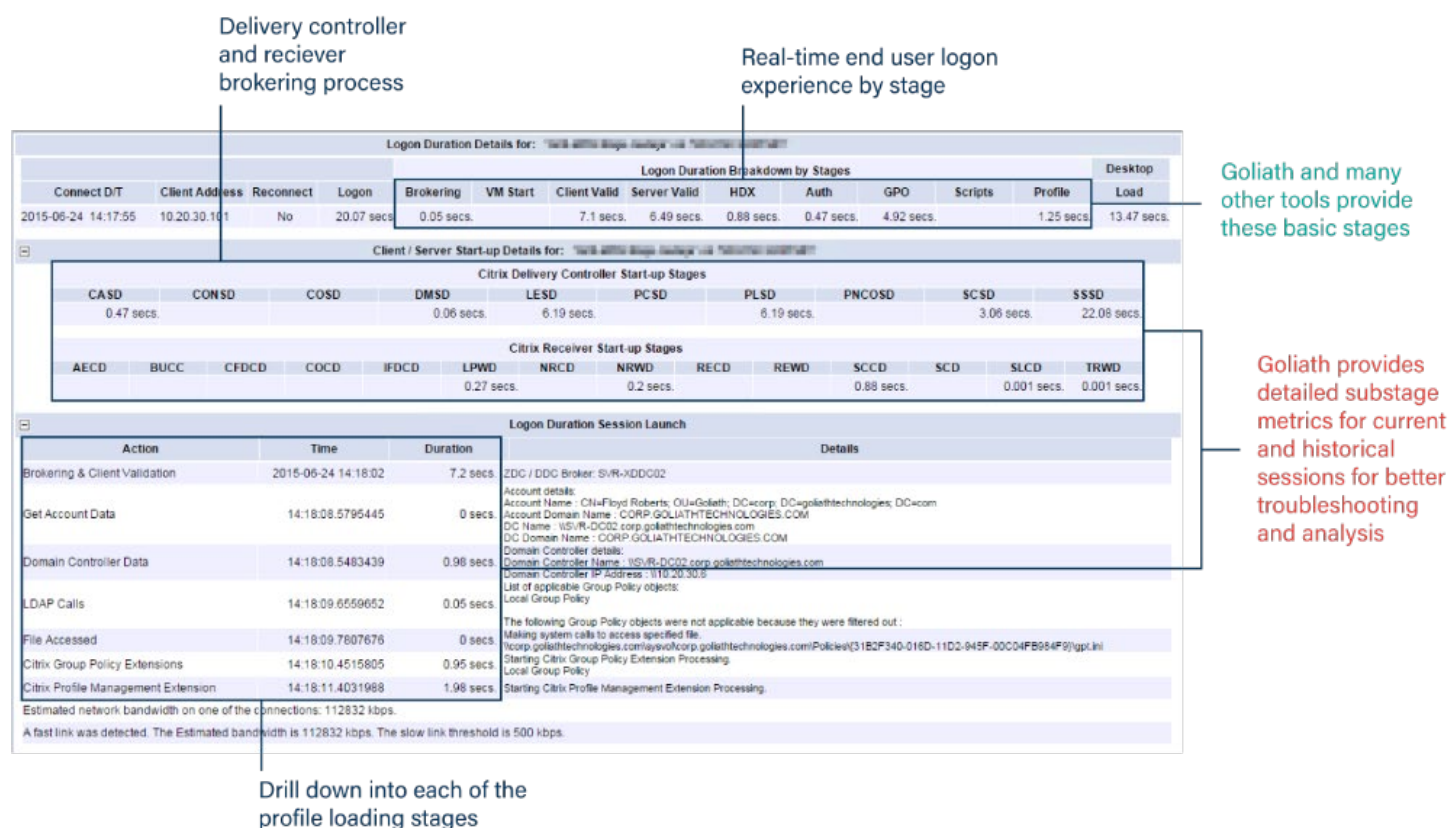 Delivery controller
and reciever
brokering process
Real-time end user logon
experience by stage
Logon Duration Details for:
Logon Duration Breakdown by Stages Desktop
Connect D/T Client Address Reconnect Logon Brokering VM Start Client Valid Server Valid HDX Auth GPO Scripts Profile Load
2015-06-24 14:17:55 10.20.30.101 No 20.07 secs 0.05 secs. 7.1 secs. 6.49 secs. 0.88 secs. 0.47 secs. 4.92 secs. 1.25 secs. 13.47 secs.
Goliath and many
other tools provide
these basic stages
Client / Server Start-up Details for:
Citrix Delivery Controller Start-up Stages
CASD CONSD COSD DMSD LESD PCSD PLSD PNCOSD SCSD SSSD
0.47 secs. 0.06 secs. 6.19 secs. 6.19 secs. 3.06 secs. 22.08 secs.
Citrix Receiver Start-up Stages
AECD BUCC CFDCD COCD IFDCD LPWD NRCD NRWD RECD REWD SCCD SCD SLCD TRWD
0.27 secs. 0.2 secs. 0.88 secs. 0.001 secs. 0.001 secs.
Goliath provides
detailed substage
metrics for current
and historical
sessions for better
troubleshooting
and analysis
Logon Duration Session Launch
Action Time Duration Details
Brokering & Client Validation 2015-06-24 14:18:02 7.2 secs. ZDC / DDC Broker: SVR-XDDC02
Get Account Data 14:18:08.5795445 0 secs.
Account details:
Account Name : CN=Floyd Roberts; OU=Goliath; DC=corp; DC=goliathtechnologies; DC=com
Account Domain Name : CORP.GOLIATHTECHNOLOGIES.COM
DC Name : \\SVR-DC02.corp.goliathtechnologies.com
DC Domain Name : CORP.GOLIATHTECHNOLOGIES.COM
Domain Controller Data 14:18:08.5483439 0.98 secs.
Domain Controller details:
Domain Controller Name : \\SVR-DC02.corp.goliathtechnologies.com
Domain Controller IP Address : \\10.20.30.6
LDAP Calls 14:18:09.6559652 0.05 secs.
List of applicable Group Policy objects:
Local Group Policy
The following Group Policy objects were not applicable because they were filtered out :
File Accessed 14:18:09.7807676 0 secs.
Making system calls to access specified file.
\\corp.goliathtechnologies.com\sysvol\corp.goliathtechnologies.com\Policies\{31B2F340-016D-11D2-945F-00C04FB984F9}\gpt.ini
Citrix Group Policy Extensions 14:18:10.4515805 0.95 secs.
Starting Citrix Group Policy Extension Processing.
Local Group Policy
Citrix Profile Management Extension 14:18:11.4031988 1.98 secs. Starting Citrix Profile Management Extension Processing.
Estimated network bandwidth on one of the connections: 112832 kbps.
A fast link was detected. The Estimated bandwidth is 112832 kbps. The slow link threshold is 500 kbps.
Drill down into each of the
profile loading stages